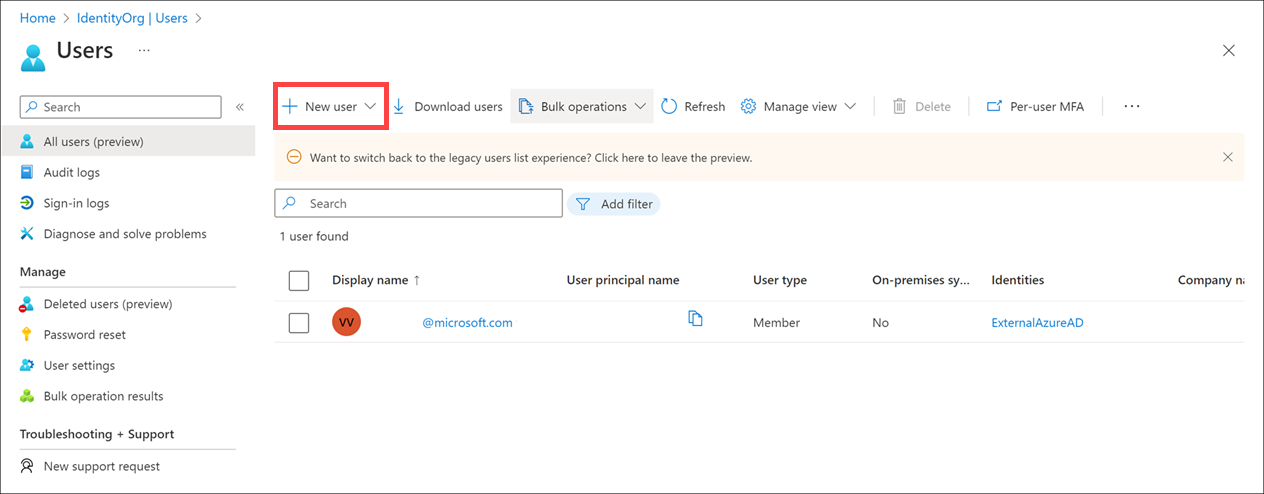 Home > IdentityOrg | Users >
Users ...
Search «
All users (preview)
Audit logs
Sign-in logs
Diagnose and solve problems
Manage
Deleted users (preview)
Password reset
User settings
Bulk operation results
Troubleshooting + Support
New support request
New user Download users Bulk operations Refresh Manage view Delete Per-user MFA ...
Want to switch back to the legacy users list experience? Click here to leave the preview.
Search Add filter
1 user found
Display name ↑ User principal name User type On-premises sy... Identities Company na
VV @microsoft.com Member No ExternalAzureAD